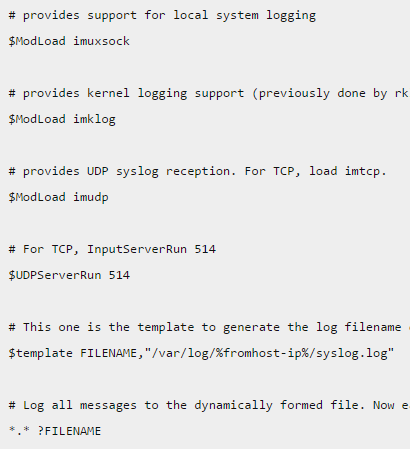 # provides support for local system logging
$ModLoad imuxsock
# provides kernel logging support (previously done by rk
$ModLoad imklog
# provides UDP syslog reception. For TCP, load imtcp.
$ModLoad imudp
# For TCP, InputServerRun 514
$UDPServerRun 514
# This one is the template to generate the log filename
$template FILENAME,"/var/log/%fromhost-ip%/syslog.log"
# Log all messages to the dynamically formed file. Now
*.* ?FILENAME